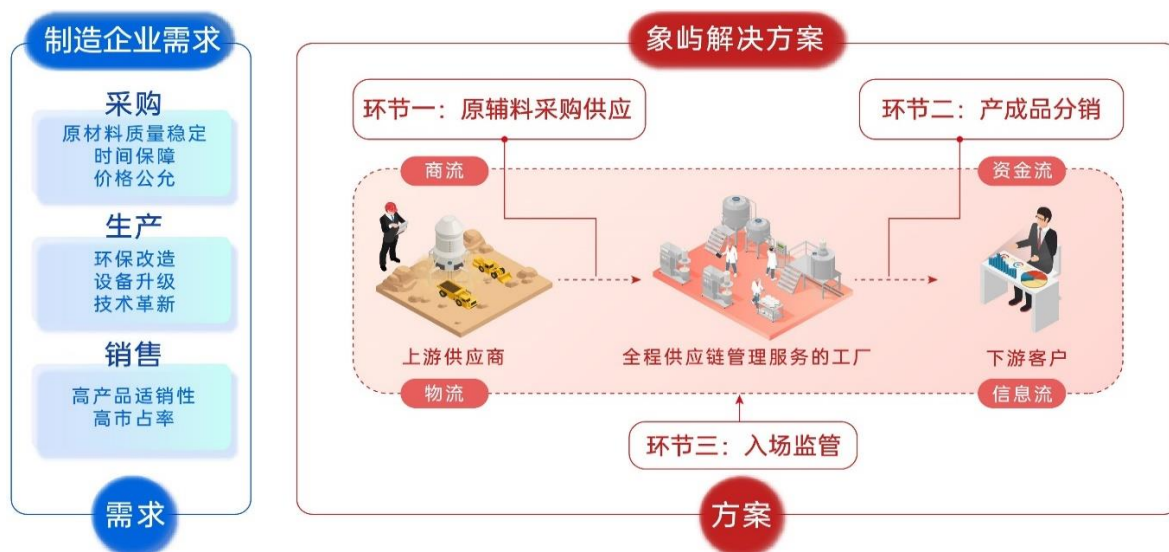 制造企业需求
采购
原材料质量稳定
时间保障
价格公允
生产
环保改造
设备升级
技术革新
销售
高产品适销性
高市占率
需求
象屿解决方案
环节一：原辅料采购供应
环节二：产成品分销
商流
资金流
上游供应商
全程供应链管理服务的工厂
下游客户
物流
信息流
环节三：入场监管
方案